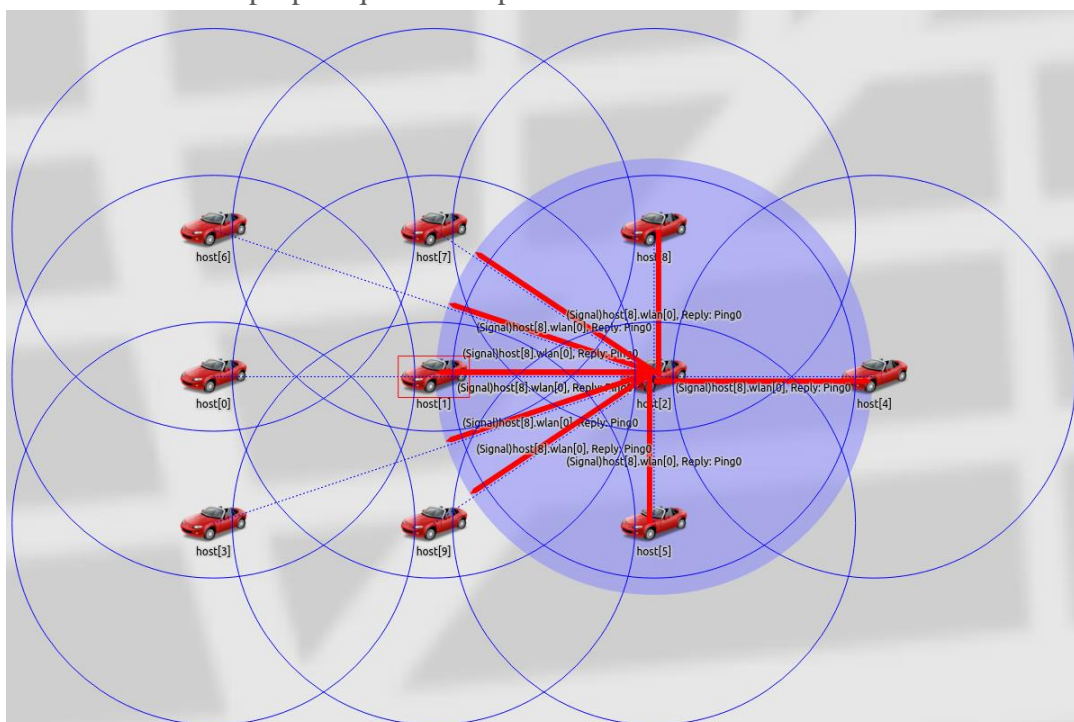 host[6]
host[7]
host[8]
(Signal)host[8].wlan[0], Reply: Ping0
(Signal)host[8].wlan[0], Reply: Ping0
(Signal)host[8].wlan[0], Reply: Ping0
(Signal)host[8].wlan[0], Reply: Ping0
(Signal)host[8].wlan[0], Reply: Ping0
host[0]
host[1]
host[2]
host[4]
(Signal)host[8].wlan[0], Reply: Ping0
(Signal)host[8].wlan[0], Reply: Ping0
(Signal)host[8].wlan[0], Reply: Ping0
host[3]
host[9]
host[5]